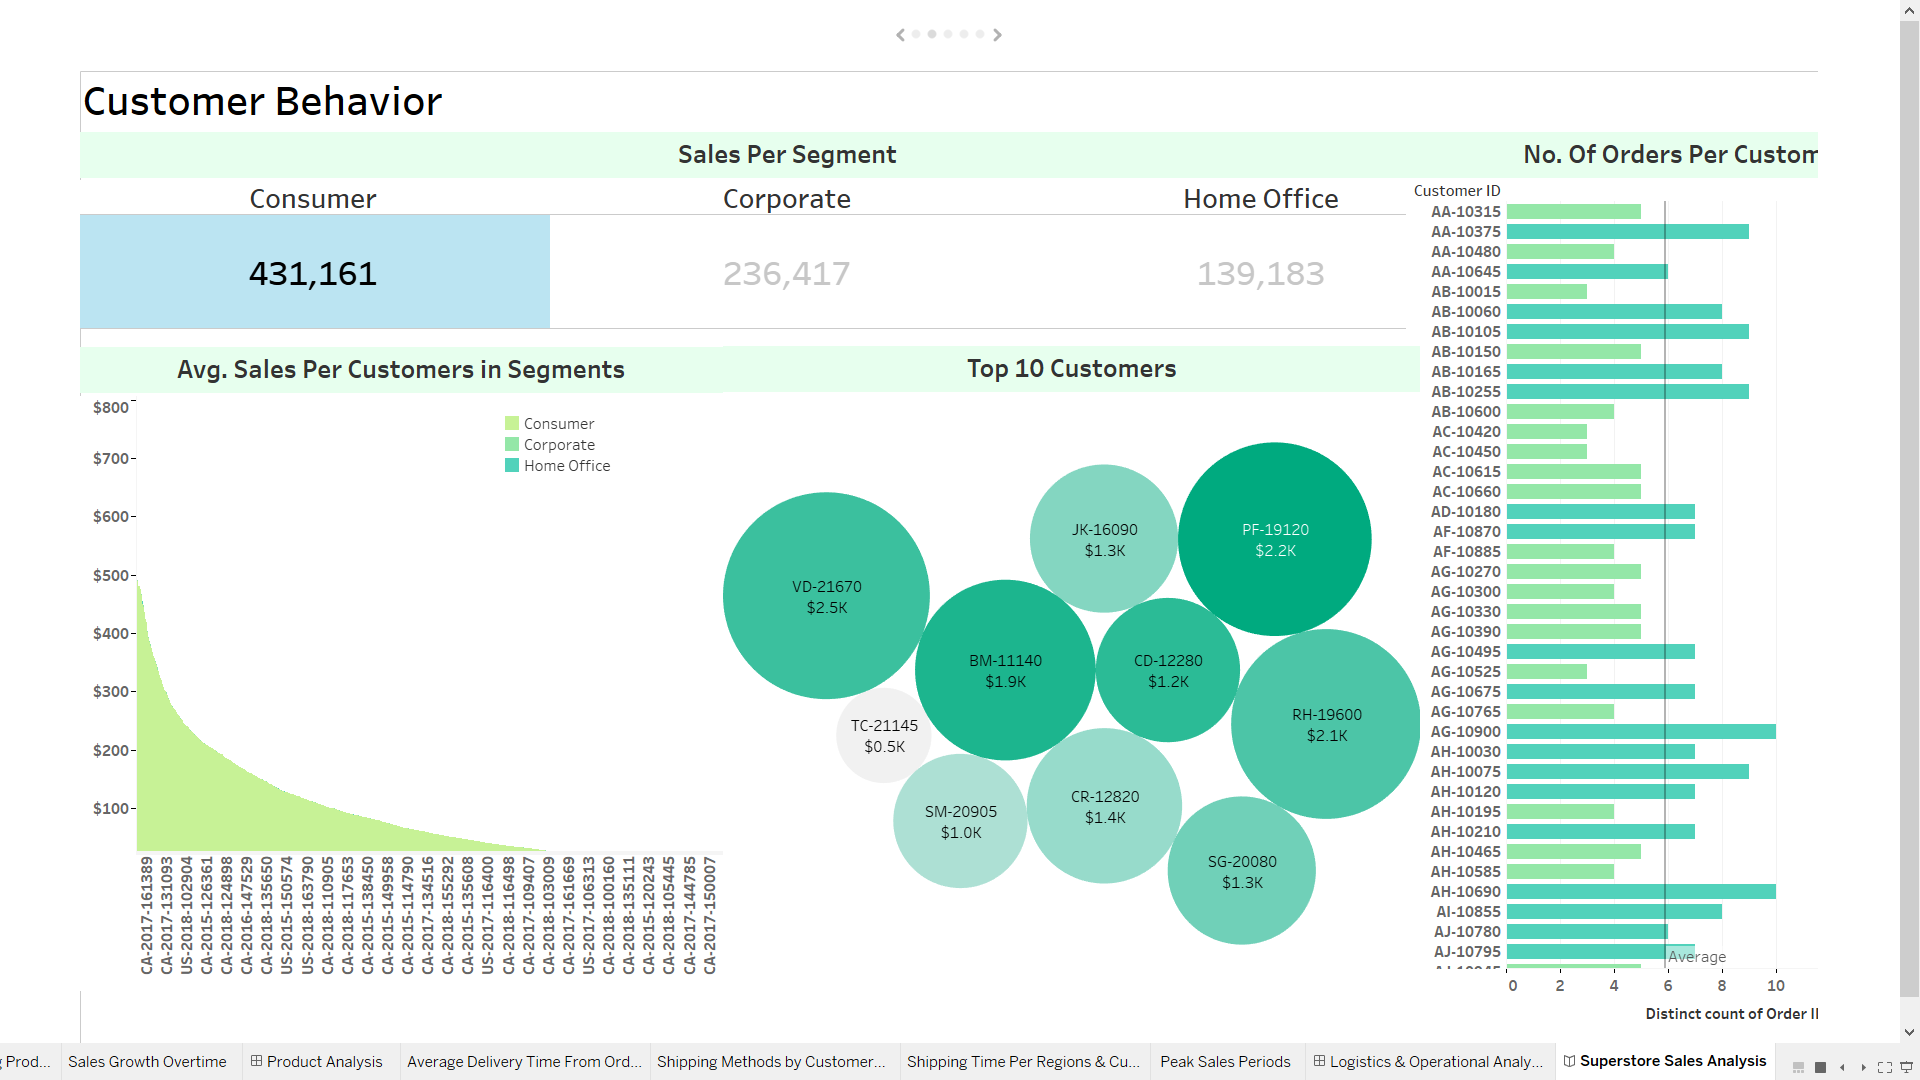 Customer Behavior
Sales Per Segment
Consumer
Corporate
Home Office
431,161
236,417
139,183
Avg. Sales Per Customers in Segments
$800
$700
$600
$500
$400
$300
$200
$100
Consumer
Corporate
Home Office
CA-2017-161389
CA-2017-131093
US-2018-102904
CA-2015-126361
CA-2018-124898
CA-2016-147529
CA-2018-135650
US-2015-150574
US-2018-163790
CA-2018-110905
CA-2018-117653
CA-2015-138450
CA-2018-149958
CA-2015-114790
CA-2017-134516
CA-2018-155292
CA-2015-135608
US-2017-116400
CA-2018-116498
CA-2017-109407
CA-2018-103009
CA-2017-161669
US-2017-106313
CA-2018-100160
CA-2018-135111
CA-2015-120243
CA-2018-105445
CA-2017-144785
CA-2017-150007
Top 10 Customers
JK-16090
$1.3K
PF-19120
$2.2K
VD-21670
$2.5K
BM-11140
$1.9K
CD-12280
$1.2K
RH-19600
$2.1K
TC-21145
$0.5K
SM-20905
$1.0K
CR-12820
$1.4K
SG-20080
$1.3K
No. Of Orders Per Custom
Customer ID
AA-10315
AA-10375
AA-10480
AA-10645
AB-10015
AB-10060
AB-10105
AB-10150
AB-10165
AB-10255
AB-10600
AC-10420
AC-10450
AC-10615
AC-10660
AD-10180
AF-10870
AF-10885
AG-10270
AG-10300
AG-10330
AG-10390
AG-10495
AG-10525
AG-10675
AG-10765
AG-10900
AH-10030
AH-10075
AH-10120
AH-10195
AH-10210
AH-10465
AH-10585
AH-10690
AI-10855
AJ-10780
AJ-10795
Average
0 2 4 6 8 10
Distinct count of Order I
g Prod...
Sales Growth Overtime
Product Analysis
Average Delivery Time From Ord...
Shipping Methods by Customer...
Shipping Time Per Regions & Cu...
Peak Sales Periods
Logistics & Operational Analy...
Superstore Sales Analysis